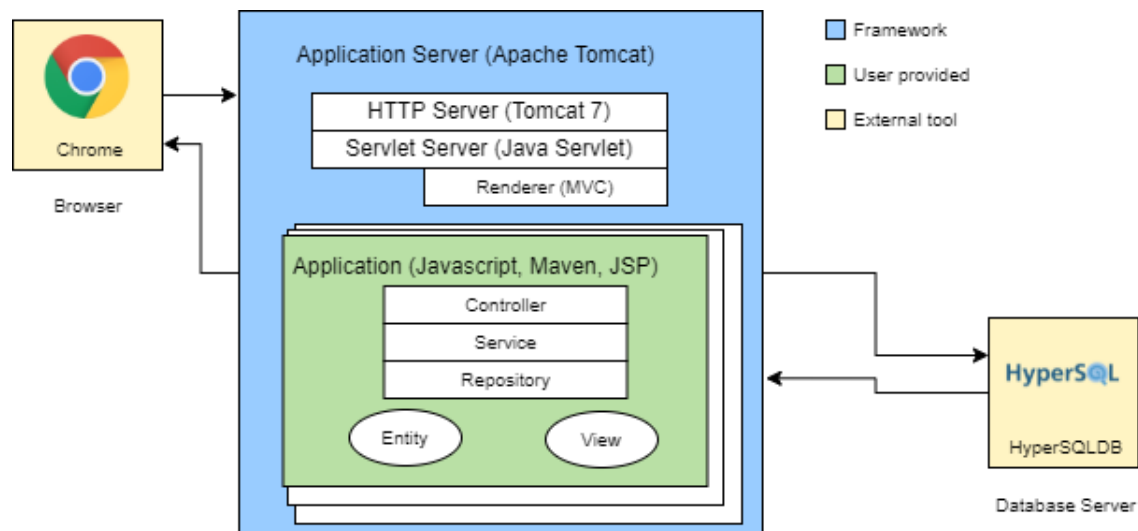 Application Server (Apache Tomcat)
HTTP Server (Tomcat 7)
Servlet Server (Java Servlet)
Renderer (MVC)
Chrome
Browser
Application (Javascript, Maven, JSP)
Controller
Service
Repository
Entity
View
Framework
User provided
External tool
HyperSQL
HyperSQLDB
Database Server